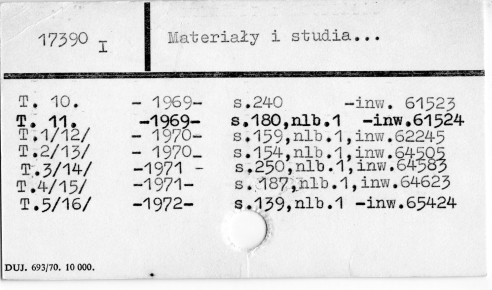 17390 I Materiały i studia...
T. 10. - 1969- s.240 -inw. 61523
T. 11. -1969- s.180,nlb.1 -inw.61524
T.1/12/ - 1970- s.159,nlb.1,inw.62245
T.2/13/ - 1970_ s.154,nlb.1,inw.64505
T.3/14/ -1971 - s.250,nlb.1,inw.64583
T.4/15/ -1971- s.187,nlb.1,inw.64623
T.5/16/ -1972- s.139,nlb.1 -inw.65424
DUJ. 693/70. 10 000.